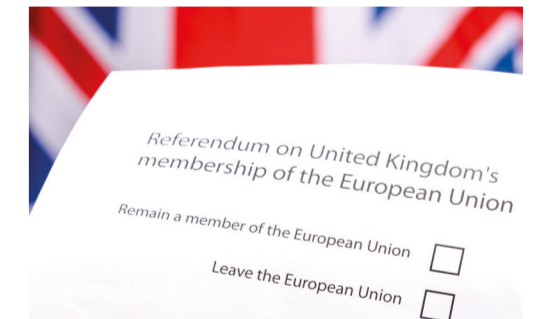 Referendum on United Kingdom's
membership of the European Union
Remain a member of the European Union
Leave the European Union